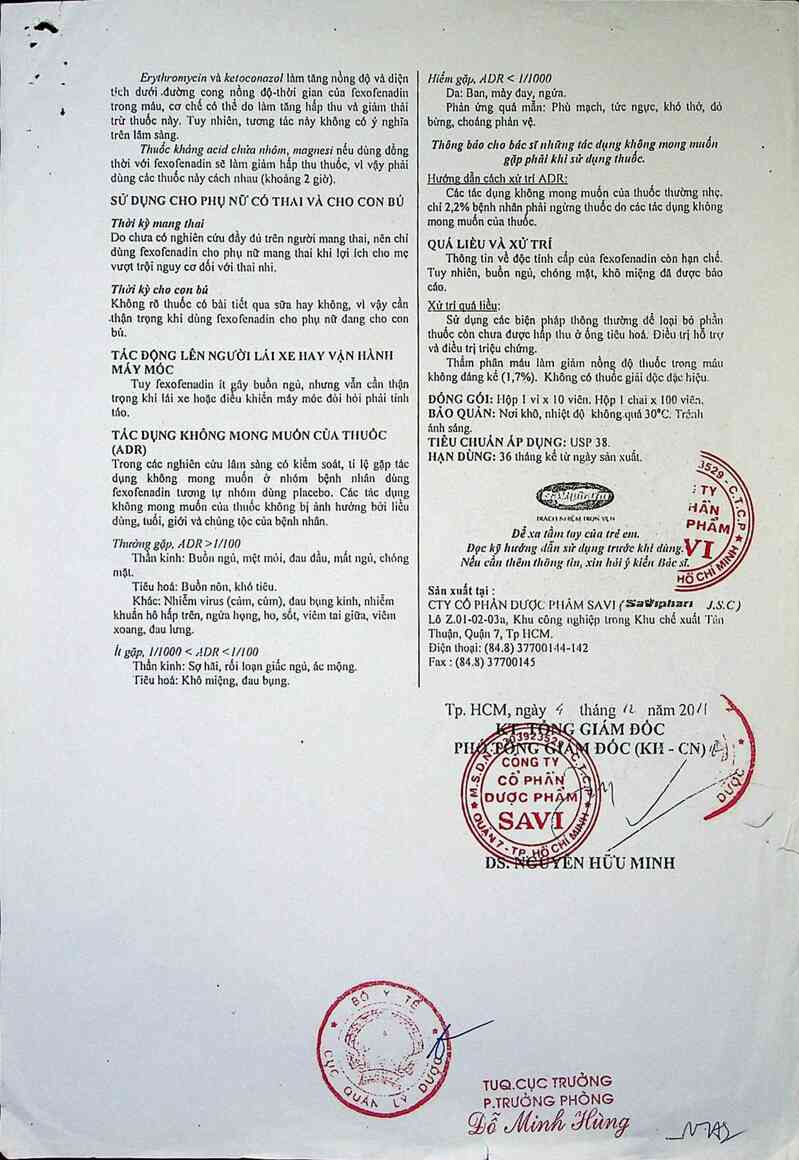 Erythromycin và ketoconazol làm tăng nồng độ và diện
tích dưới đường cong nồng độ-thời gian của fexofenadin
trong máu, cơ chế có thể do làm tăng hấp thu và giảm thải
trừ thuốc này. Tuy nhiên, tương tác này không có ý nghĩa
trên lâm sàng.
Thuốc kháng acid chứa nhôm, magnesi nếu dùng đồng
thời với fexofenadin sẽ làm giảm hấp thu thuốc, vì vậy phải
dùng các thuốc này cách nhau (khoảng 2 giờ).
SỬ DỤNG CHO PHỤ NỮ CÓ THAI VÀ CHO CON BÚ
Thời kỳ mang thai
Do chưa có nghiên cứu đầy đủ trên người mang thai, nên chỉ
dùng fexofenadin cho phụ nữ mang thai khi lợi ích cho mẹ
vượt trội nguy cơ đối với thai nhi.
Thời kỳ cho con bú
Không rõ thuốc có bài tiết qua sữa hay không, vì vậy cần
thận trọng khi dùng fexofenadin cho phụ nữ đang cho con
bú.
TÁC ĐỘNG LÊN NGƯỜI LÁI XE HAY VẬN HÀNH
MÁY MÓC
Tuy fexofenadin ít gây buồn ngủ, nhưng vẫn cần thận
trọng khi lái xe hoặc điều khiển máy móc đòi hỏi phải tỉnh
táo.
TÁC DỤNG KHÔNG MONG MUỐN CỦA THUỐC
(ADR)
Trong các nghiên cứu lâm sàng có kiểm soát, tỉ lệ gặp tác
dụng không mong muốn ở nhóm bệnh nhân dùng
fexofenadin tương tự nhóm dùng placebo. Các tác dụng
không mong muốn của thuốc không bị ảnh hưởng bởi liều
dùng, tuổi, giới và chủng tộc của bệnh nhân.
Thường gặp, ADR >1/100
Thần kinh: Buồn ngủ, mệt mỏi, đau đầu, mất ngủ, chóng
mặt.
Tiêu hoá: Buồn nôn, khó tiêu.
Khác: Nhiễm virus (cảm, cúm), đau bụng kinh, nhiễm
khuẩn hô hấp trên, ngứa họng, ho, sốt, viêm tai giữa, viêm
xoang, đau lưng.
Ít gặp, 1/1000 < ADR <1/100
Thần kinh: Sợ hãi, rối loạn giấc ngủ, ác mộng.
Tiêu hoá: Khô miệng, đau bụng.
Hiếm gặp, ADR < 1/1000
Da: Ban, mày đay, ngứa.
Phản ứng quá mẫn: Phù mạch, tức ngực, khó thở, đỏ
bừng, choáng phản vệ.
Thông báo cho bác sĩ những tác dụng không mong muốn
gặp phải khi sử dụng thuốc.
Hướng dẫn cách xử trí ADR:
Các tác dụng không mong muốn của thuốc thường nhẹ,
chỉ 2,2% bệnh nhân phải ngừng thuốc do các tác dụng không
mong muốn của thuốc.
QUÁ LIỀU VÀ XỬ TRÍ
Thông tin về độc tính cấp của fexofenadin còn hạn chế.
Tuy nhiên, buồn ngủ, chóng mặt, khô miệng đã được báo
cáo.
Xử trí quá liều:
Sử dụng các biện pháp thông thường để loại bỏ phần
thuốc còn chưa được hấp thu ở ống tiêu hoá. Điều trị hỗ trợ
và điều trị triệu chứng.
Thẩm phân máu làm giảm nồng độ thuốc trong máu
không đáng kể (1,7%). Không có thuốc giải độc đặc hiệu.
ĐÓNG GÓI: Hộp 1 vỉ x 10 viên. Hộp 1 chai x 100 viên.
BẢO QUẢN: Nơi khô, nhiệt độ không quá 30°C. Tránh
ánh sáng.
TIÊU CHUẨN ÁP DỤNG: USP 38.
HẠN DÙNG: 36 tháng kể từ ngày sản xuất.
3529 - C.T.C.P
TY
HẦN
PHẨM
VI
HỒ CHÍ MINH
TRÁCH NHIỆM TRỌN VẸN
Để xa tầm tay của trẻ em.
Đọc kỹ hướng dẫn sử dụng trước khi dùng.
Nếu cần thêm thông tin, xin hỏi ý kiến Bác sĩ.
Sản xuất tại :
CTY CỔ PHẦN DƯỢC PHẨM SAVI (SaVipharm J.S.C)
Lô Z.01-02-03a, Khu công nghiệp trong Khu chế xuất Tân
Thuận, Quận 7, Tp HCM.
Điện thoại: (84.8) 37700144-142
Fax : (84.8) 37700145
Tp. HCM, ngày 4 tháng 12 năm 201
KT. TỔNG GIÁM ĐỐC
PHÓ TỔNG GIÁM ĐỐC (KH - CN)
CÔNG TY
CỔ PHẦN
DƯỢC PHẨM
SAVI
QUẬN 7 - TP. HỒ CHÍ MINH
DƯỢC
DS. NGUYỄN HỮU MINH
BỘ Y TẾ
CỤC QUẢN LÝ DƯỢC
TUQ.CỤC TRƯỞNG
P.TRƯỞNG PHÒNG
Đỗ Minh Hùng